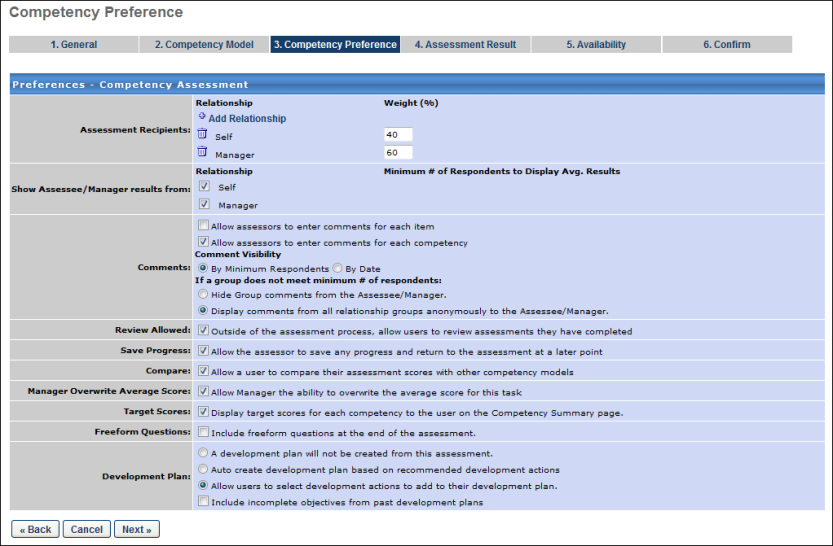 Competency Preference
1. General 2. Competency Model 3. Competency Preference 4. Assessment Result 5. Availability 6. Confirm
Preferences - Competency Assessment
Relationship Weight (%)
Add Relationship
Assessment Recipients: Self 40
Manager 60
Relationship Minimum # of Respondents to Display Avg. Results
Show Assessee/Manager results from: Self
Manager
Allow assessors to enter comments for each item
Allow assessors to enter comments for each competency
Comment Visibility
Comments: By Minimum Respondents By Date
If a group does not meet minimum # of respondents:
Hide Group comments from the Assessee/Manager.
Display comments from all relationship groups anonymously to the Assessee/Manager.
Review Allowed: Outside of the assessment process, allow users to review assessments they have completed
Save Progress: Allow the assessor to save any progress and return to the assessment at a later point
Compare: Allow a user to compare their assessment scores with other competency models
Manager Overwrite Average Score: Allow Manager the ability to overwrite the average score for this task
Target Scores: Display target scores for each competency to the user on the Competency Summary page.
Freeform Questions: Include freeform questions at the end of the assessment.
A development plan will not be created from this assessment.
Auto create development plan based on recommended development actions
Development Plan: Allow users to select development actions to add to their development plan.
Include incomplete objectives from past development plans
« Back Cancel Next »